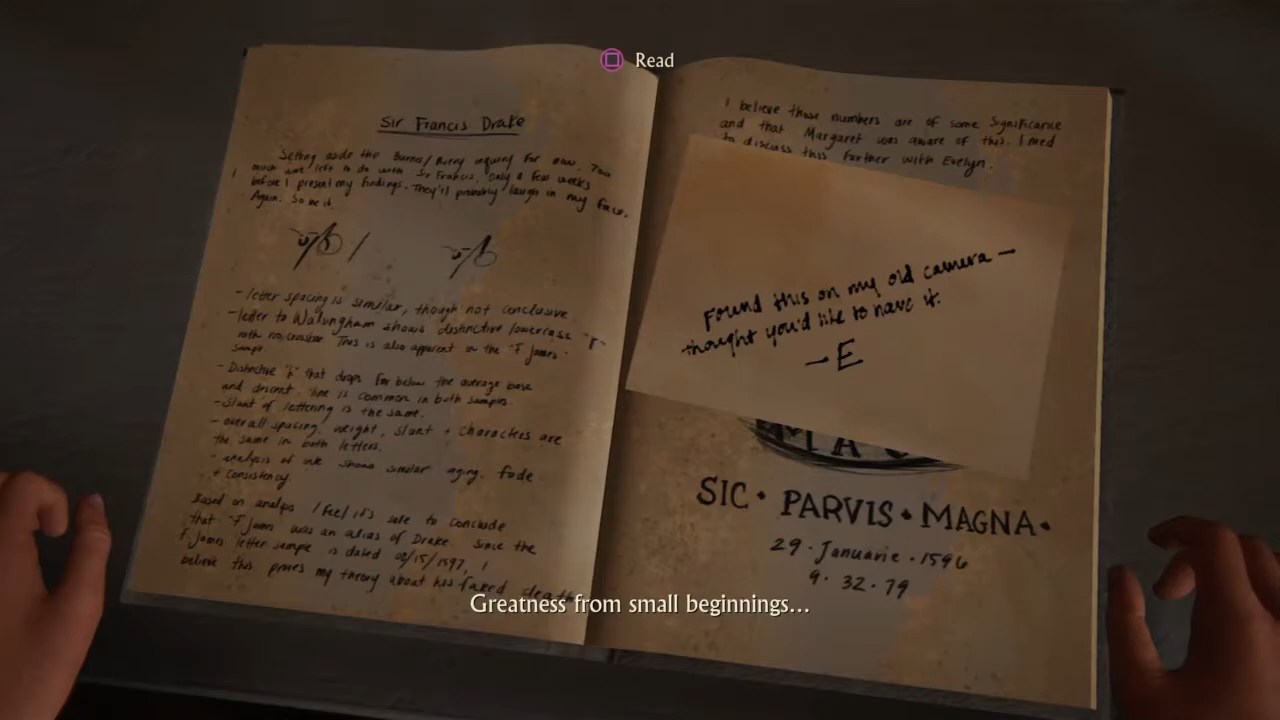 Read
Sir Francis Drake
Setting aside the Burnes/Avery inquiry for now. Too
much work left to do with Sir Francis. Only a few weeks
before I present my findings. They'll probably laugh in my face.
Again. So be it.
- letter spacing is similar, though not conclusive
- letter to Walsingham shows distinctive lowercase "r"
with no crossbar. This is also apparent in the "F. James"
sample.
- Distinctive "k" that drops far below the average base
and descent line is common in both samples.
- Slant of lettering is the same.
- overall spacing, weight, slant + characters are
the same in both letters.
- analysis of ink shows similar aging, fade
+ consistency.
Based on analysis I feel it's safe to conclude
that "F. James" was an alias of Drake. Since the
F. James letter sample is dated 02/15/1597, I
believe this proves my theory about his faked death
I believe these numbers are of some significance
and that Margaret was aware of this. I need
to discuss this further with Evelyn.
Found this on my old camera —
thought you'd like to have it.
— E
SIC • PARVIS • MAGNA •
29 · Januarie · 1596
9 · 32 · 79
Greatness from small beginnings...